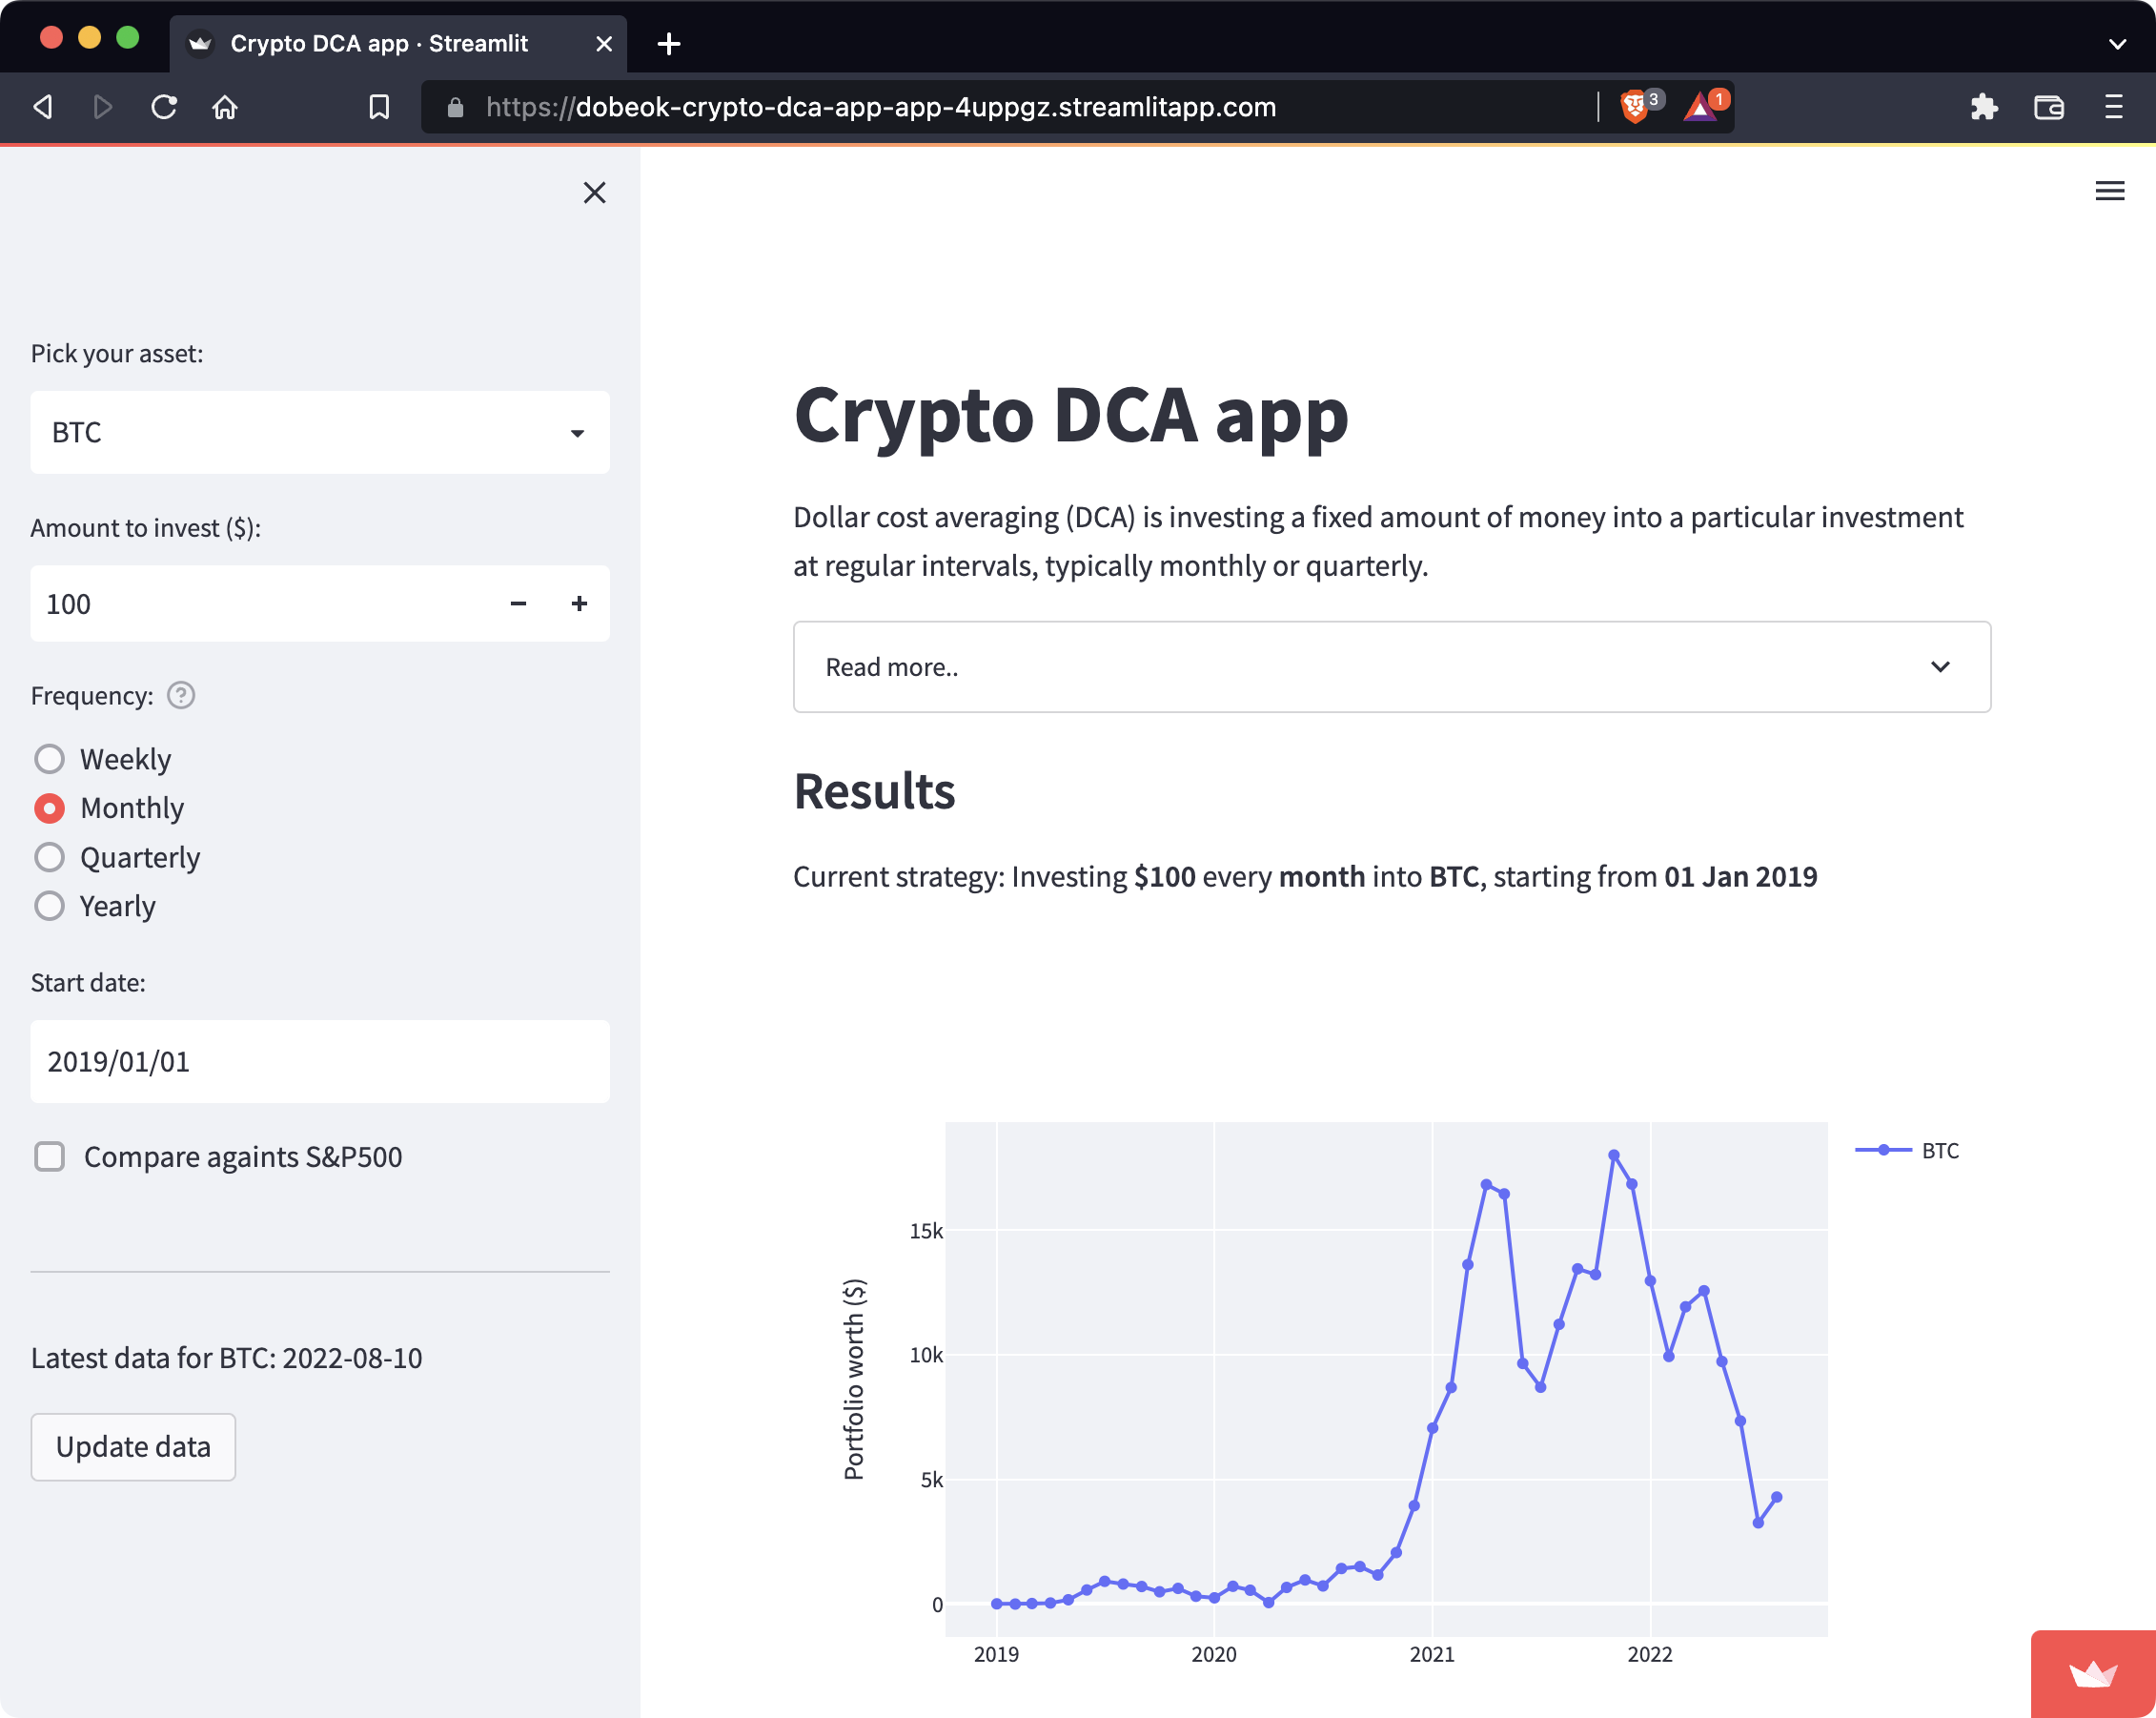 Crypto DCA app · Streamlit
https://dobeok-crypto-dca-app-app-4uppgz.streamlitapp.com
3
1
Pick your asset:
BTC
Amount to invest ($):
100
Frequency:
?
Weekly
Monthly
Quarterly
Yearly
Start date:
2019/01/01
Compare againts S&P500
Latest data for BTC: 2022-08-10
Update data
Crypto DCA app
Dollar cost averaging (DCA) is investing a fixed amount of money into a particular investment
at regular intervals, typically monthly or quarterly.
Read more..
Results
Current strategy: Investing $100 every month into BTC, starting from 01 Jan 2019
BTC
Portfolio worth ($)
15k
10k
5k
0
2019
2020
2021
2022